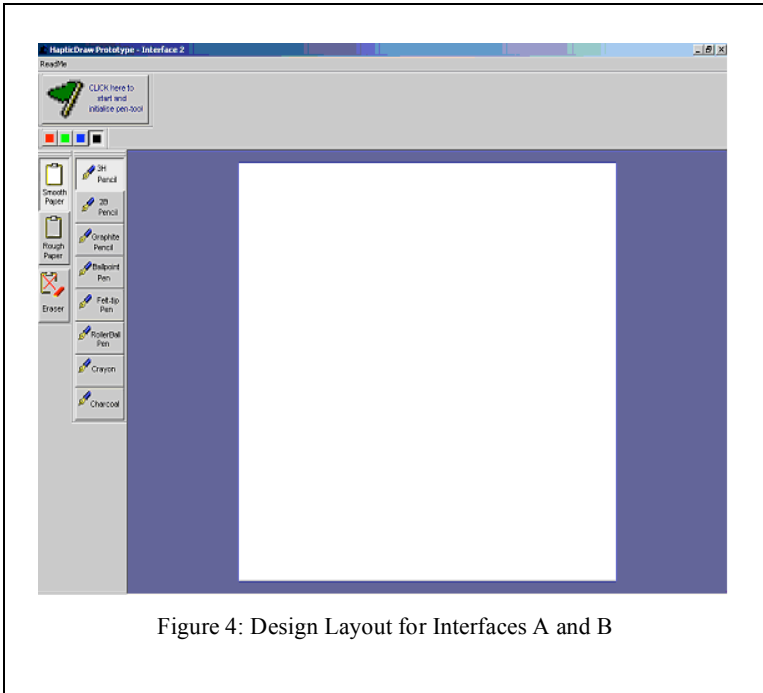 HapticDraw Prototype - Interface 2
ReadMe
CLICK here to
start and
initialise pen-tool
Smooth
Paper
Rough
Paper
Eraser
3H
Pencil
2B
Pencil
Graphite
Pencil
Ballpoint
Pen
Felt-tip
Pen
RollerBall
Pen
Crayon
Charcoal
Figure 4: Design Layout for Interfaces A and B